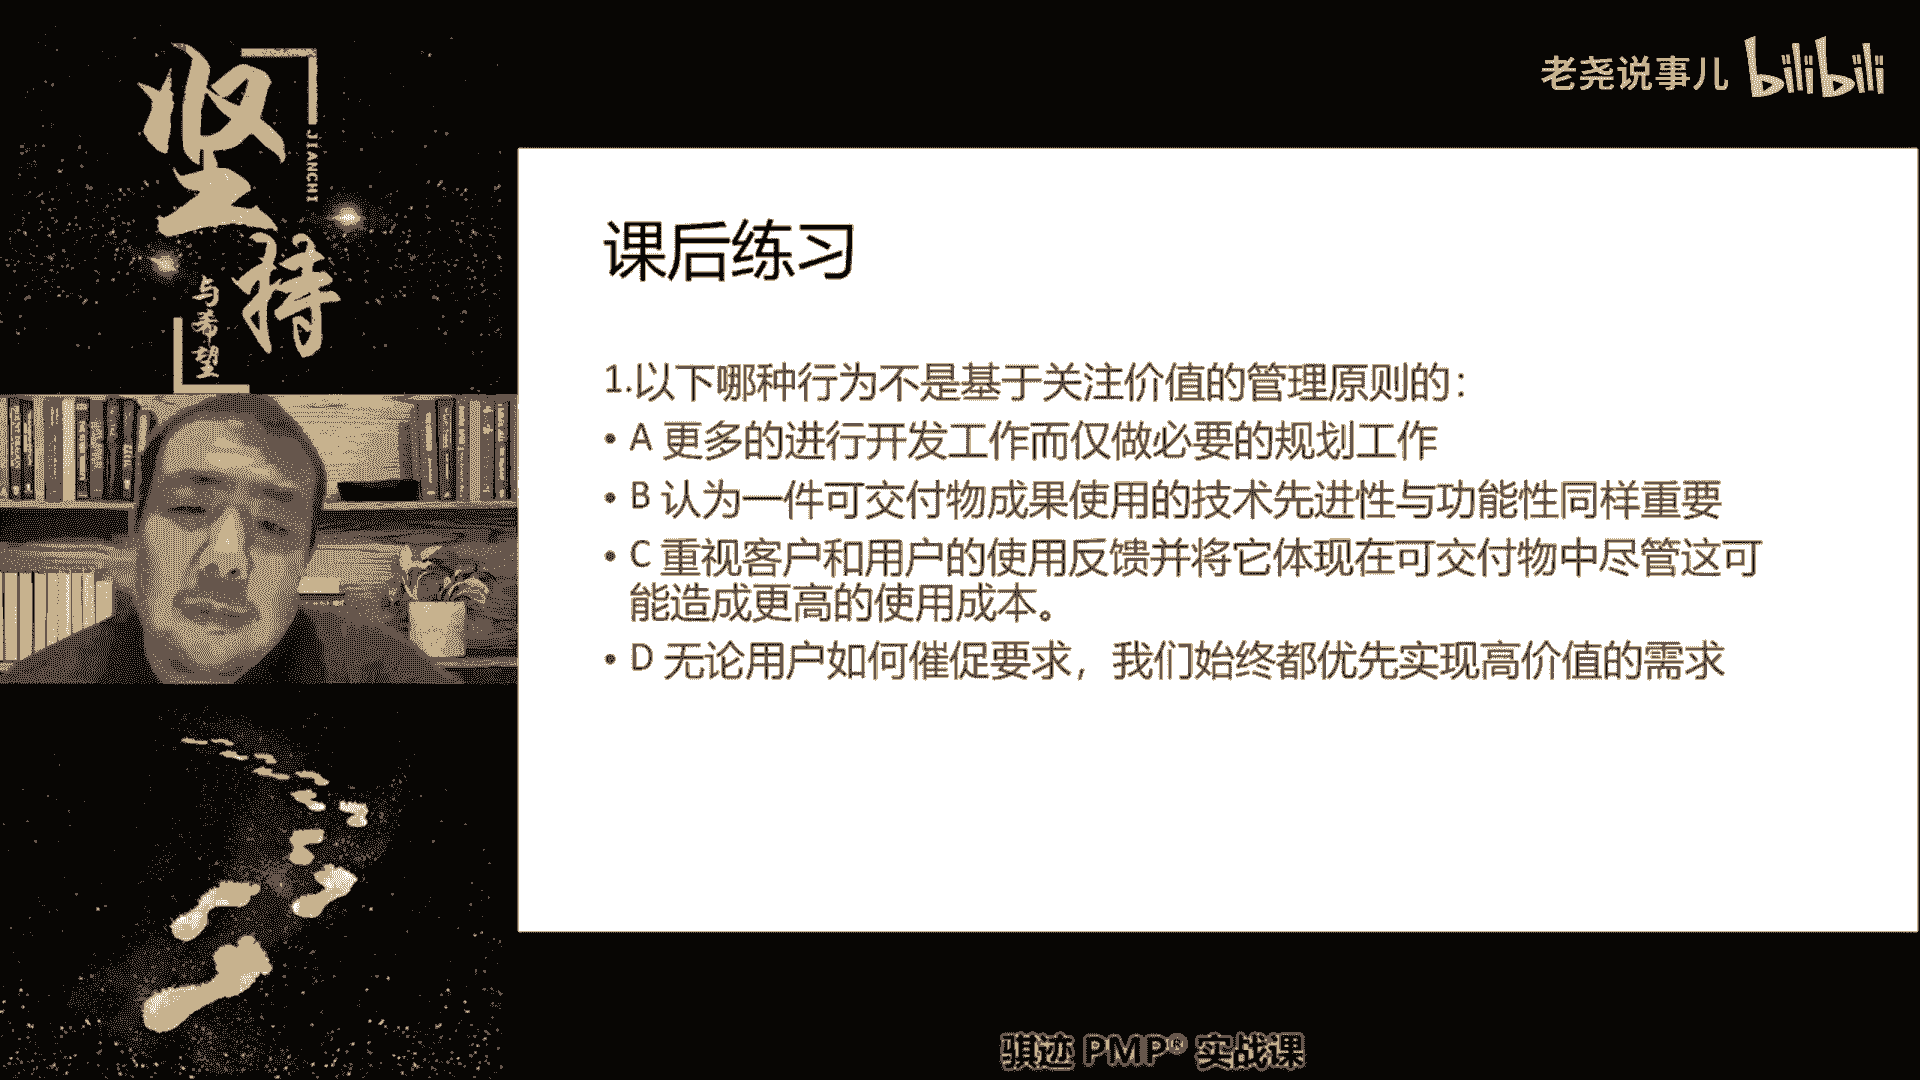 坚持
JIANCHI
与希望
老尧说事儿 bilibili
课后练习
1.以下哪种行为不是基于关注价值的管理原则的：
• A 更多的进行开发工作而仅做必要的规划工作
• B 认为一件可交付物成果使用的技术先进性与功能性同样重要
• C 重视客户和用户的使用反馈并将它体现在可交付物中尽管这可
能造成更高的使用成本。
• D 无论用户如何催促要求，我们始终都优先实现高价值的需求
骐迹 PMP® 实战课